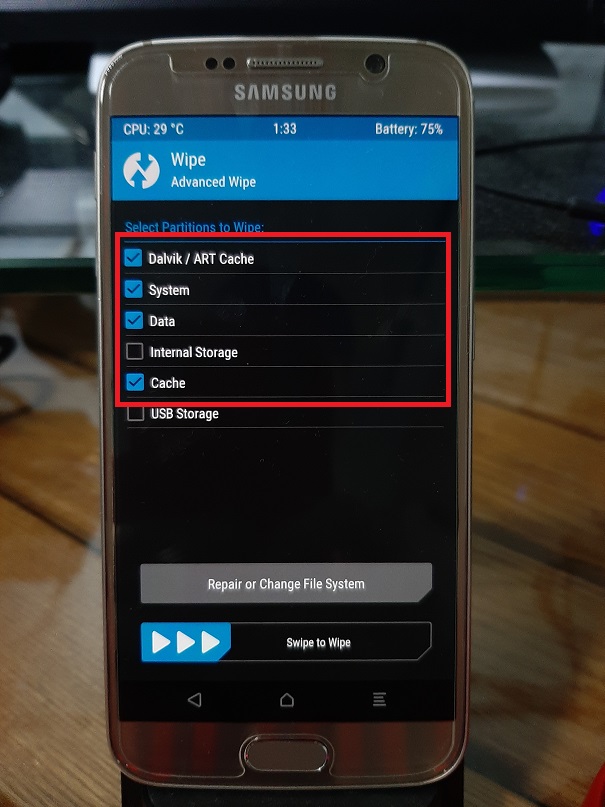 SAMSUNG
CPU: 29 °C 1:33 Battery: 75%
Wipe
Advanced Wipe
Select Partitions to Wipe:
Dalvik / ART Cache
System
Data
Internal Storage
Cache
USB Storage
Repair or Change File System
Swipe to Wipe